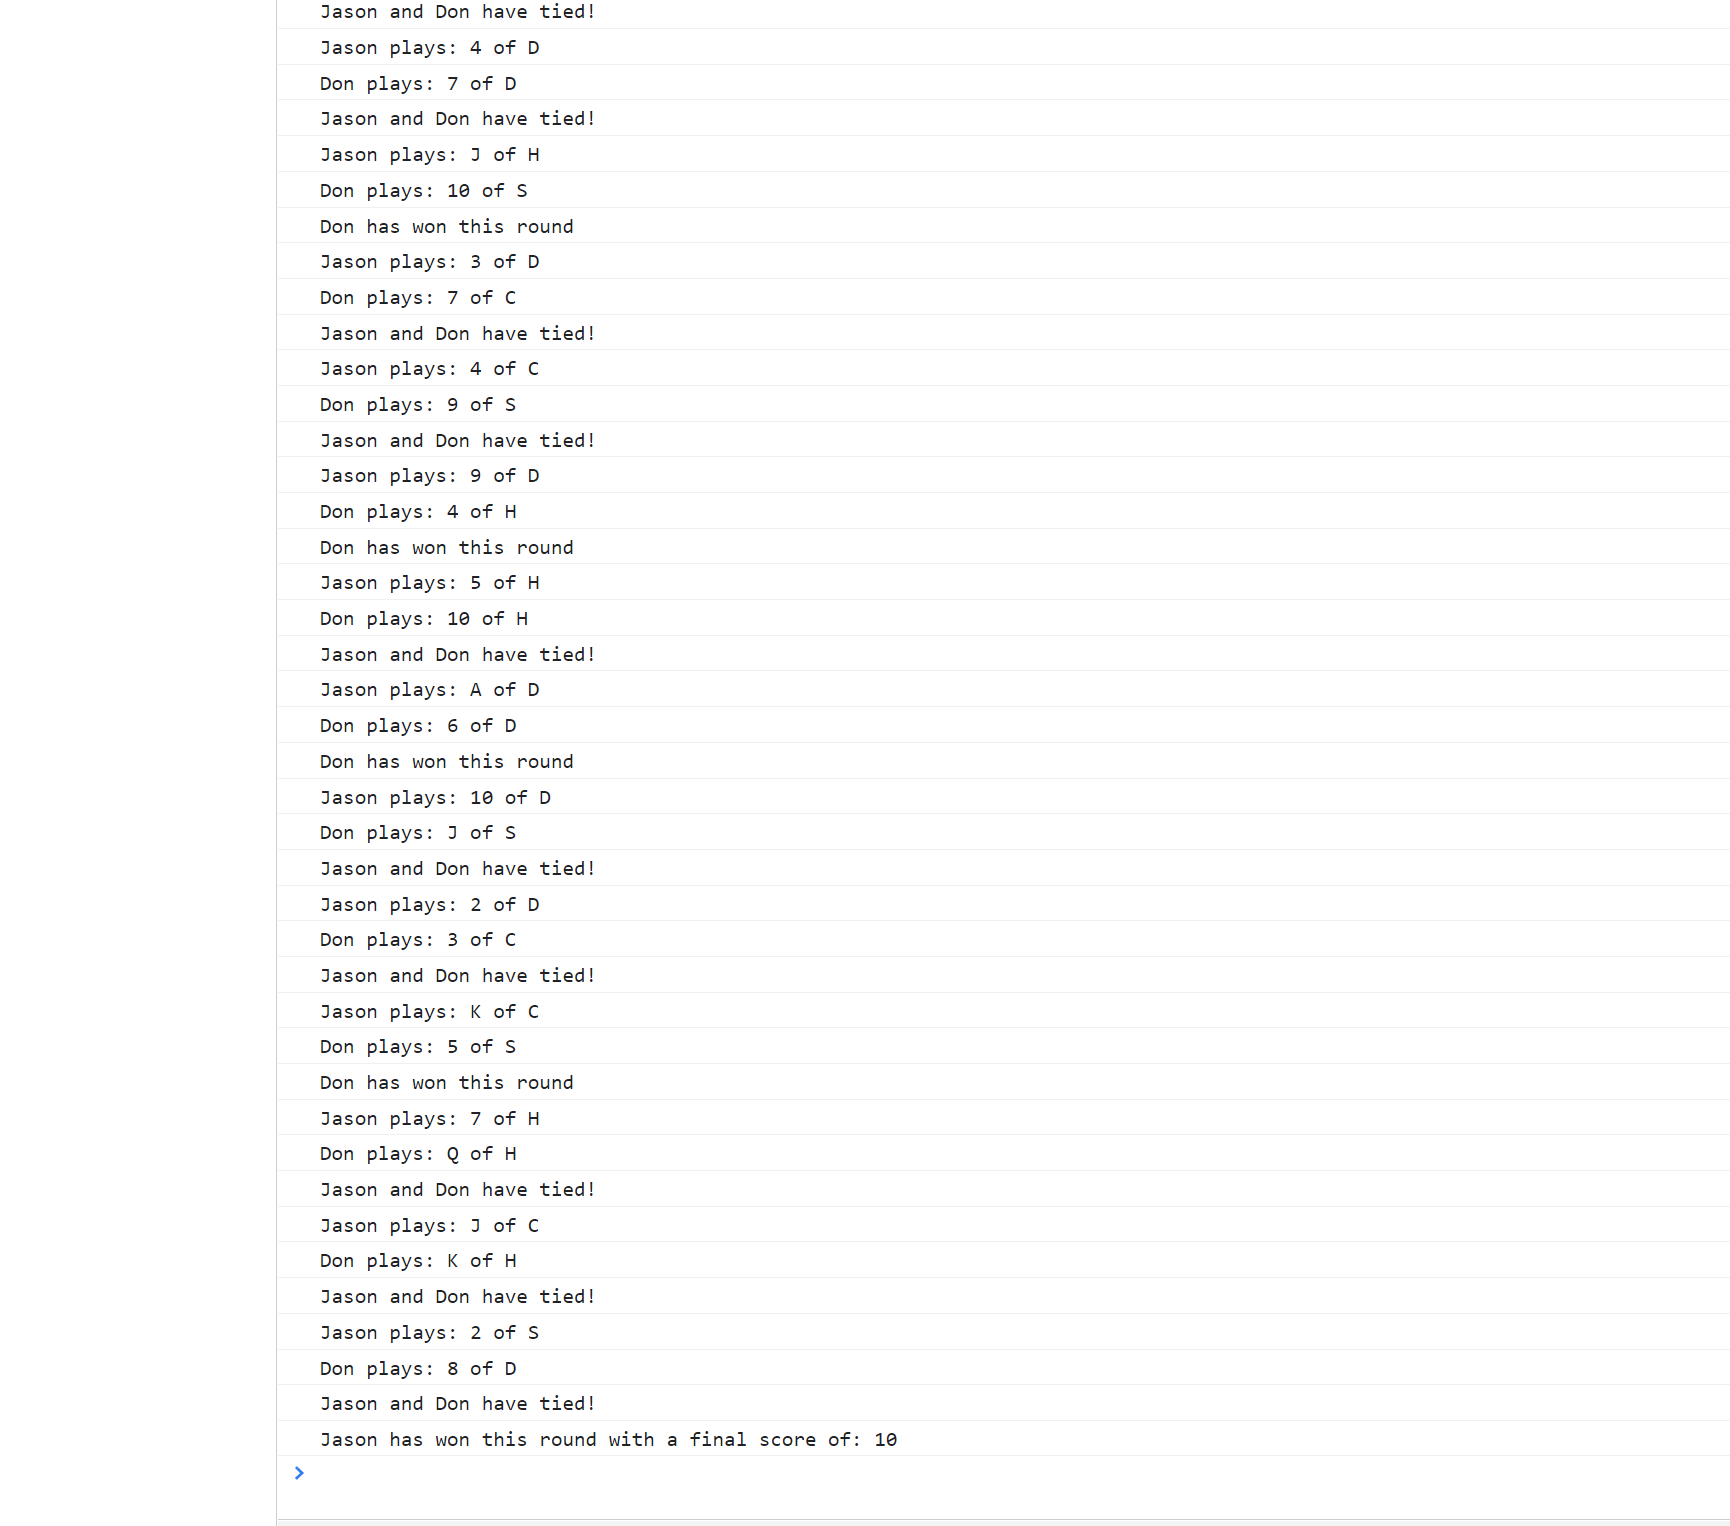 Jason and Don have tied!
Jason plays: 4 of D
Don plays: 7 of D
Jason and Don have tied!
Jason plays: J of H
Don plays: 10 of S
Don has won this round
Jason plays: 3 of D
Don plays: 7 of C
Jason and Don have tied!
Jason plays: 4 of C
Don plays: 9 of S
Jason and Don have tied!
Jason plays: 9 of D
Don plays: 4 of H
Don has won this round
Jason plays: 5 of H
Don plays: 10 of H
Jason and Don have tied!
Jason plays: A of D
Don plays: 6 of D
Don has won this round
Jason plays: 10 of D
Don plays: J of S
Jason and Don have tied!
Jason plays: 2 of D
Don plays: 3 of C
Jason and Don have tied!
Jason plays: K of C
Don plays: 5 of S
Don has won this round
Jason plays: 7 of H
Don plays: Q of H
Jason and Don have tied!
Jason plays: J of C
Don plays: K of H
Jason and Don have tied!
Jason plays: 2 of S
Don plays: 8 of D
Jason and Don have tied!
Jason has won this round with a final score of: 10